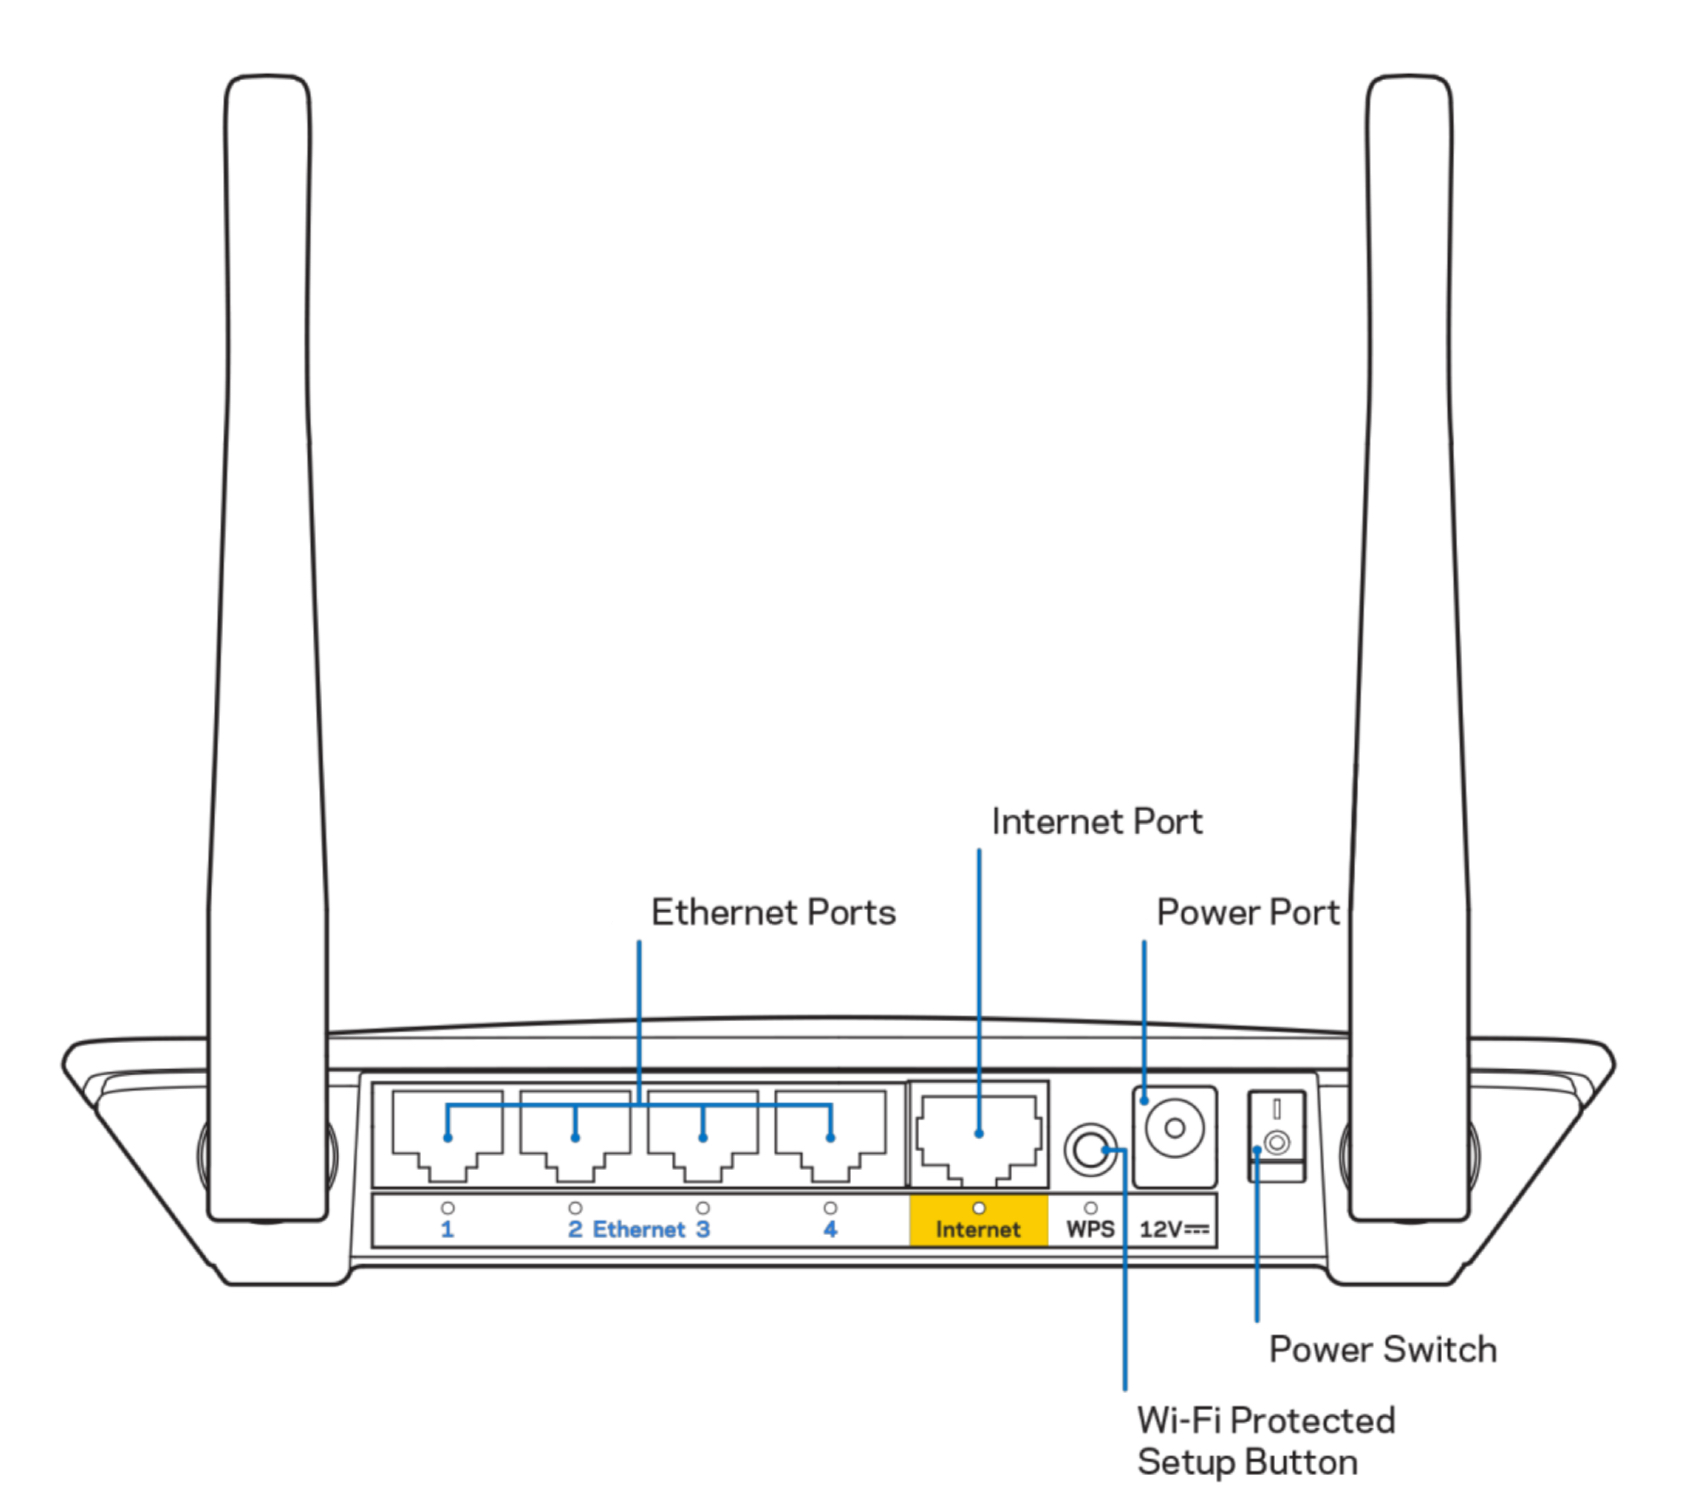 Internet Port
Ethernet Ports
Power Port
1
2 Ethernet 3
4
Internet
WPS
12V⎓
Power Switch
Wi-Fi Protected
Setup Button